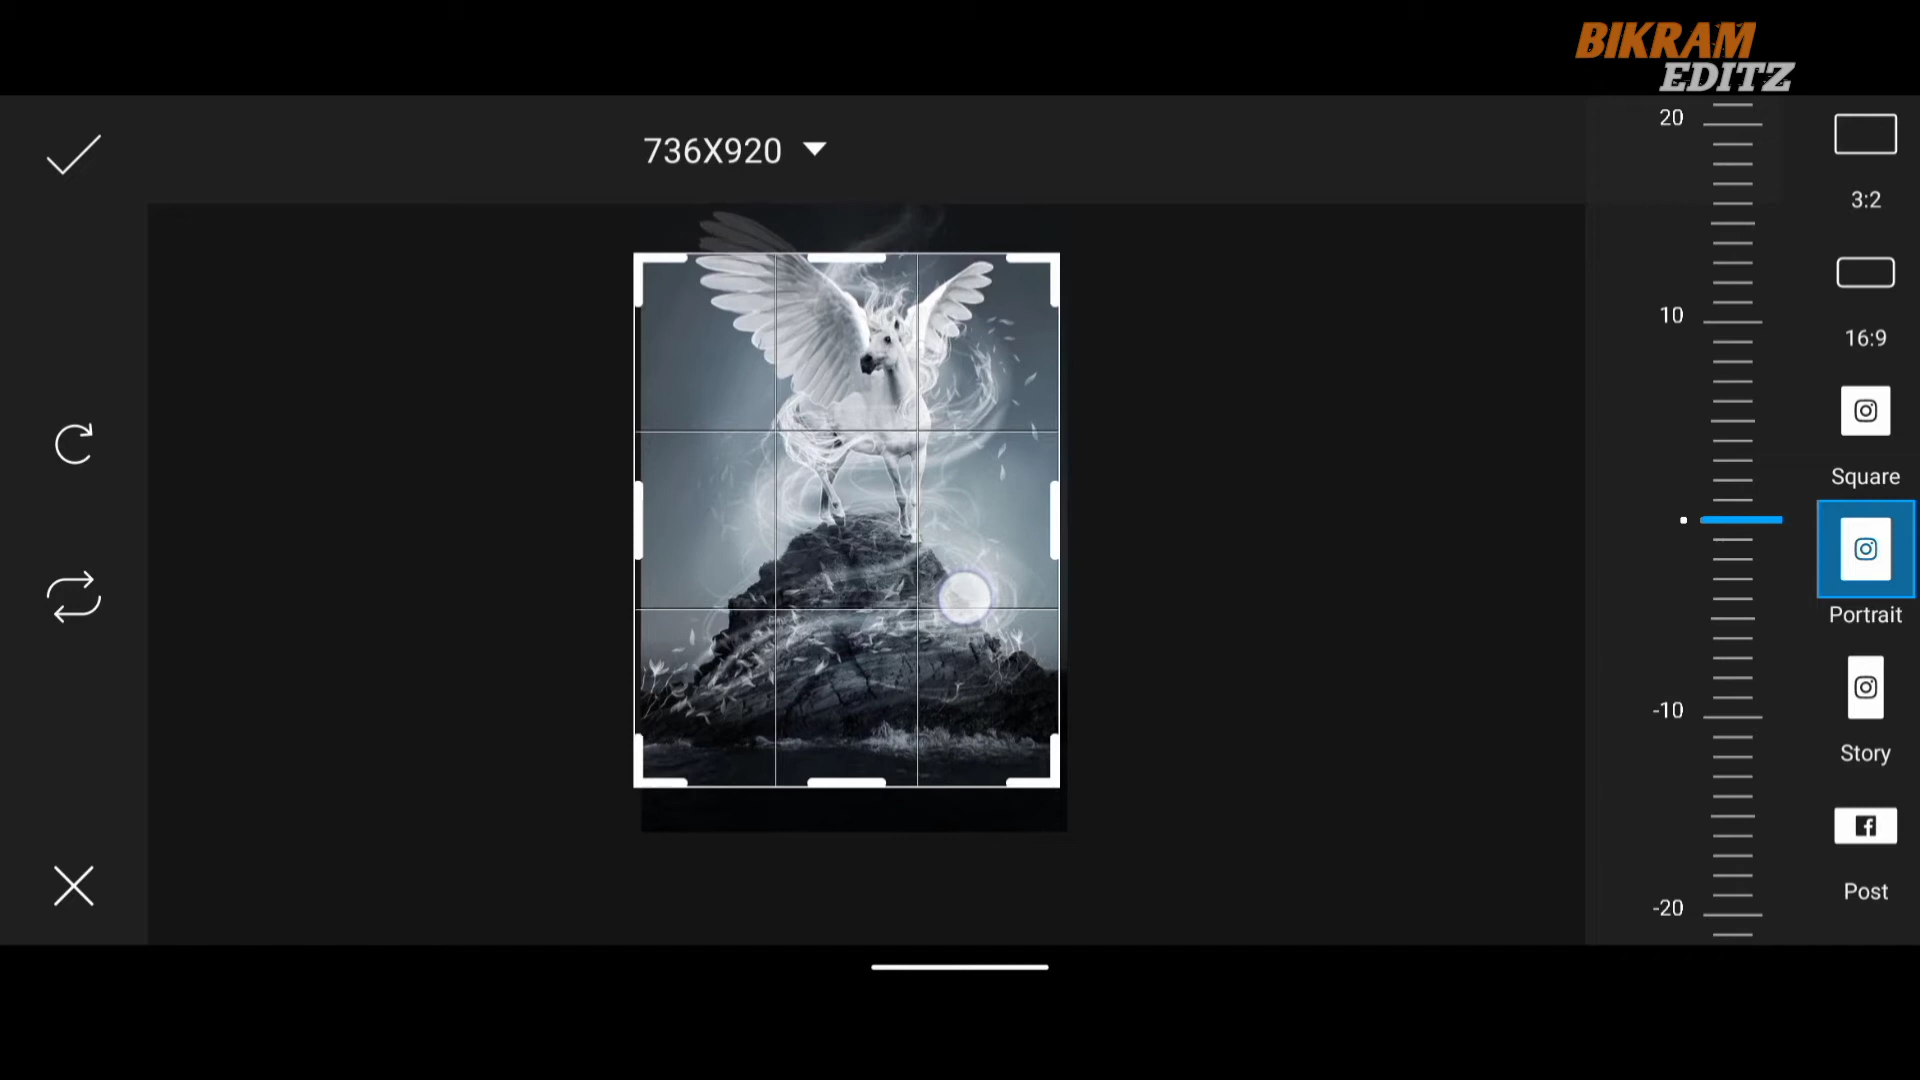 BIKRAM
EDITZ
736X920
20
10
-10
-20
3:2
16:9
Square
Portrait
Story
Post